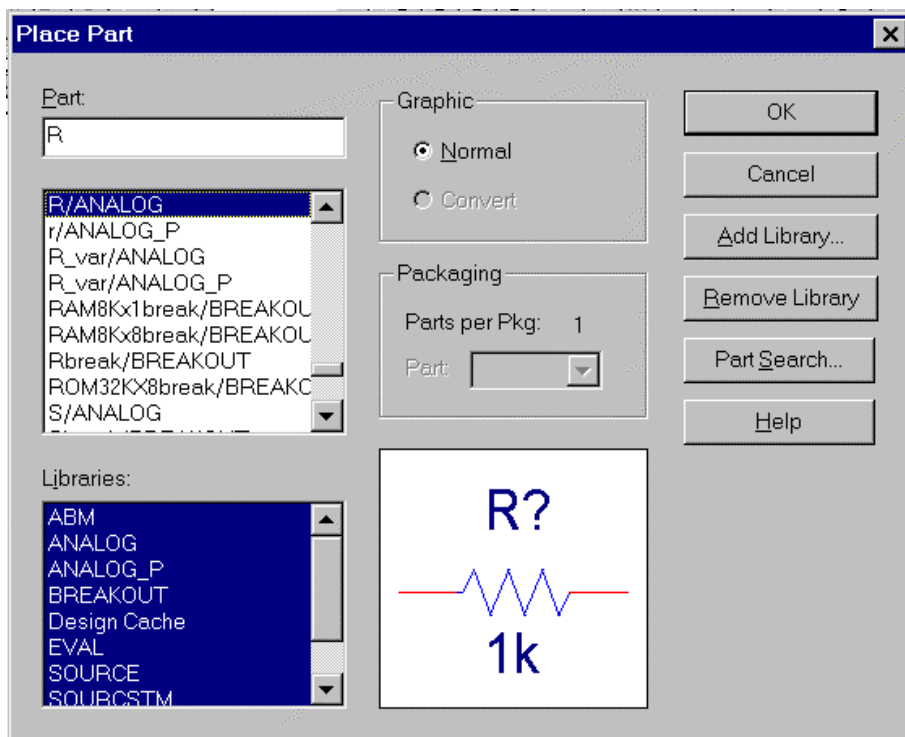 Place Part
Part:
R
R/ANALOG
r/ANALOG_P
R_var/ANALOG
R_var/ANALOG_P
RAM8Kx1break/BREAKOU
RAM8Kx8break/BREAKOU
Rbreak/BREAKOUT
ROM32KX8break/BREAKO
S/ANALOG
Libraries:
ABM
ANALOG
ANALOG_P
BREAKOUT
Design Cache
EVAL
SOURCE
SOURCSTM
Graphic
Normal
Convert
Packaging
Parts per Pkg: 1
Part:
R?
1k
OK
Cancel
Add Library...
Remove Library
Part Search...
Help